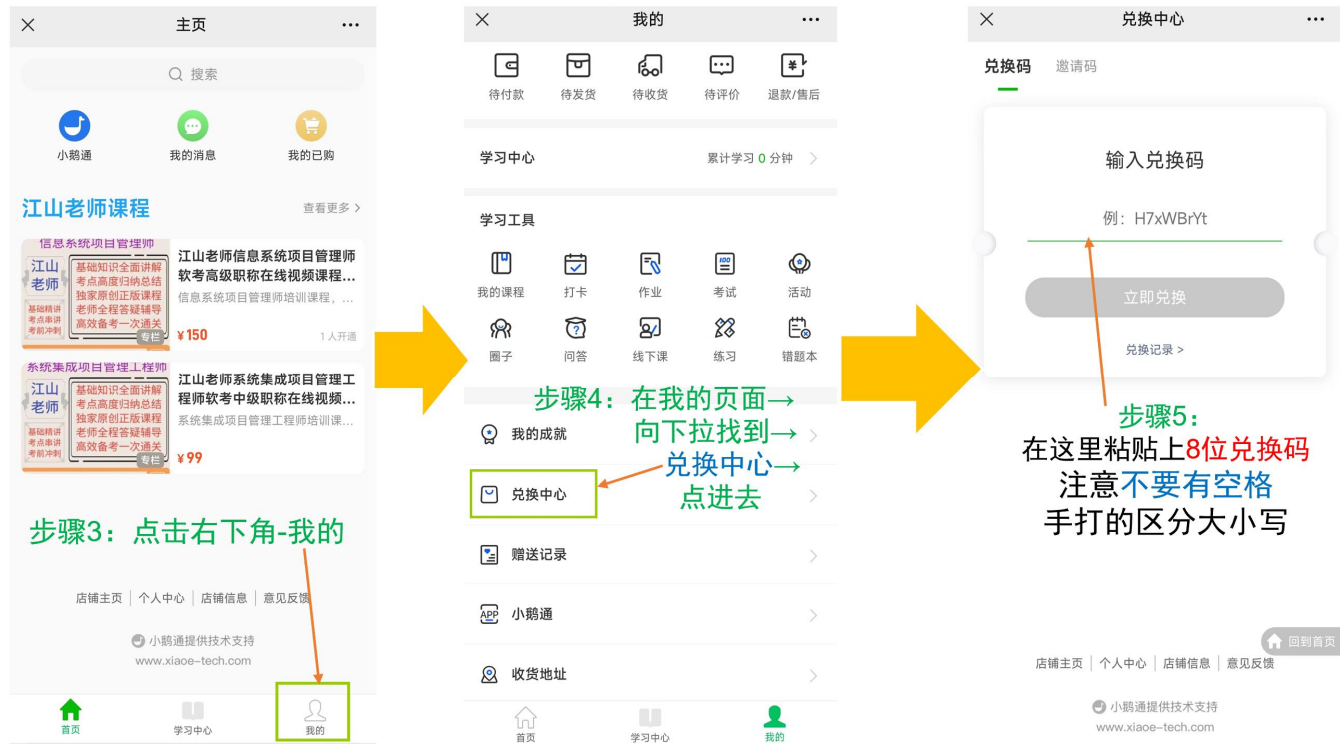 主页
搜索
小鹅通
我的消息
我的已购
江山老师课程
查看更多 >
信息系统项目管理师
江山
老师
基础知识全面讲解
考点高度归纳总结
独家原创正版课程
老师全程答疑辅导
高效备考一次通关
基础精讲
考点串讲
考前冲刺
专栏
江山老师信息系统项目管理师
软考高级职称在线视频课程...
信息系统项目管理师培训课程，...
¥150
1人开通
系统集成项目管理工程师
江山
老师
基础知识全面讲解
考点高度归纳总结
独家原创正版课程
老师全程答疑辅导
高效备考一次通关
基础精讲
考点串讲
考前冲刺
专栏
江山老师系统集成项目管理工
程师软考中级职称在线视频...
系统集成项目管理工程师培训课...
¥99
步骤3：点击右下角-我的
店铺主页 | 个人中心 | 店铺信息 | 意见反馈
小鹅通提供技术支持
www.xiaoe-tech.com
首页
学习中心
我的
我的
待付款
待发货
待收货
待评价
退款/售后
学习中心
累计学习 0 分钟
学习工具
我的课程
打卡
作业
考试
活动
圈子
问答
线下课
练习
错题本
步骤4：在我的页面→
向下拉找到→
兑换中心→
点进去
我的成就
兑换中心
赠送记录
APP
小鹅通
收货地址
首页
学习中心
我的
兑换中心
兑换码
邀请码
输入兑换码
例：H7xWBrYt
立即兑换
兑换记录 >
步骤5：
在这里粘贴上8位兑换码
注意不要有空格
手打的区分大小写
回到首页
店铺主页 | 个人中心 | 店铺信息 | 意见反馈
小鹅通提供技术支持
www.xiaoe-tech.com